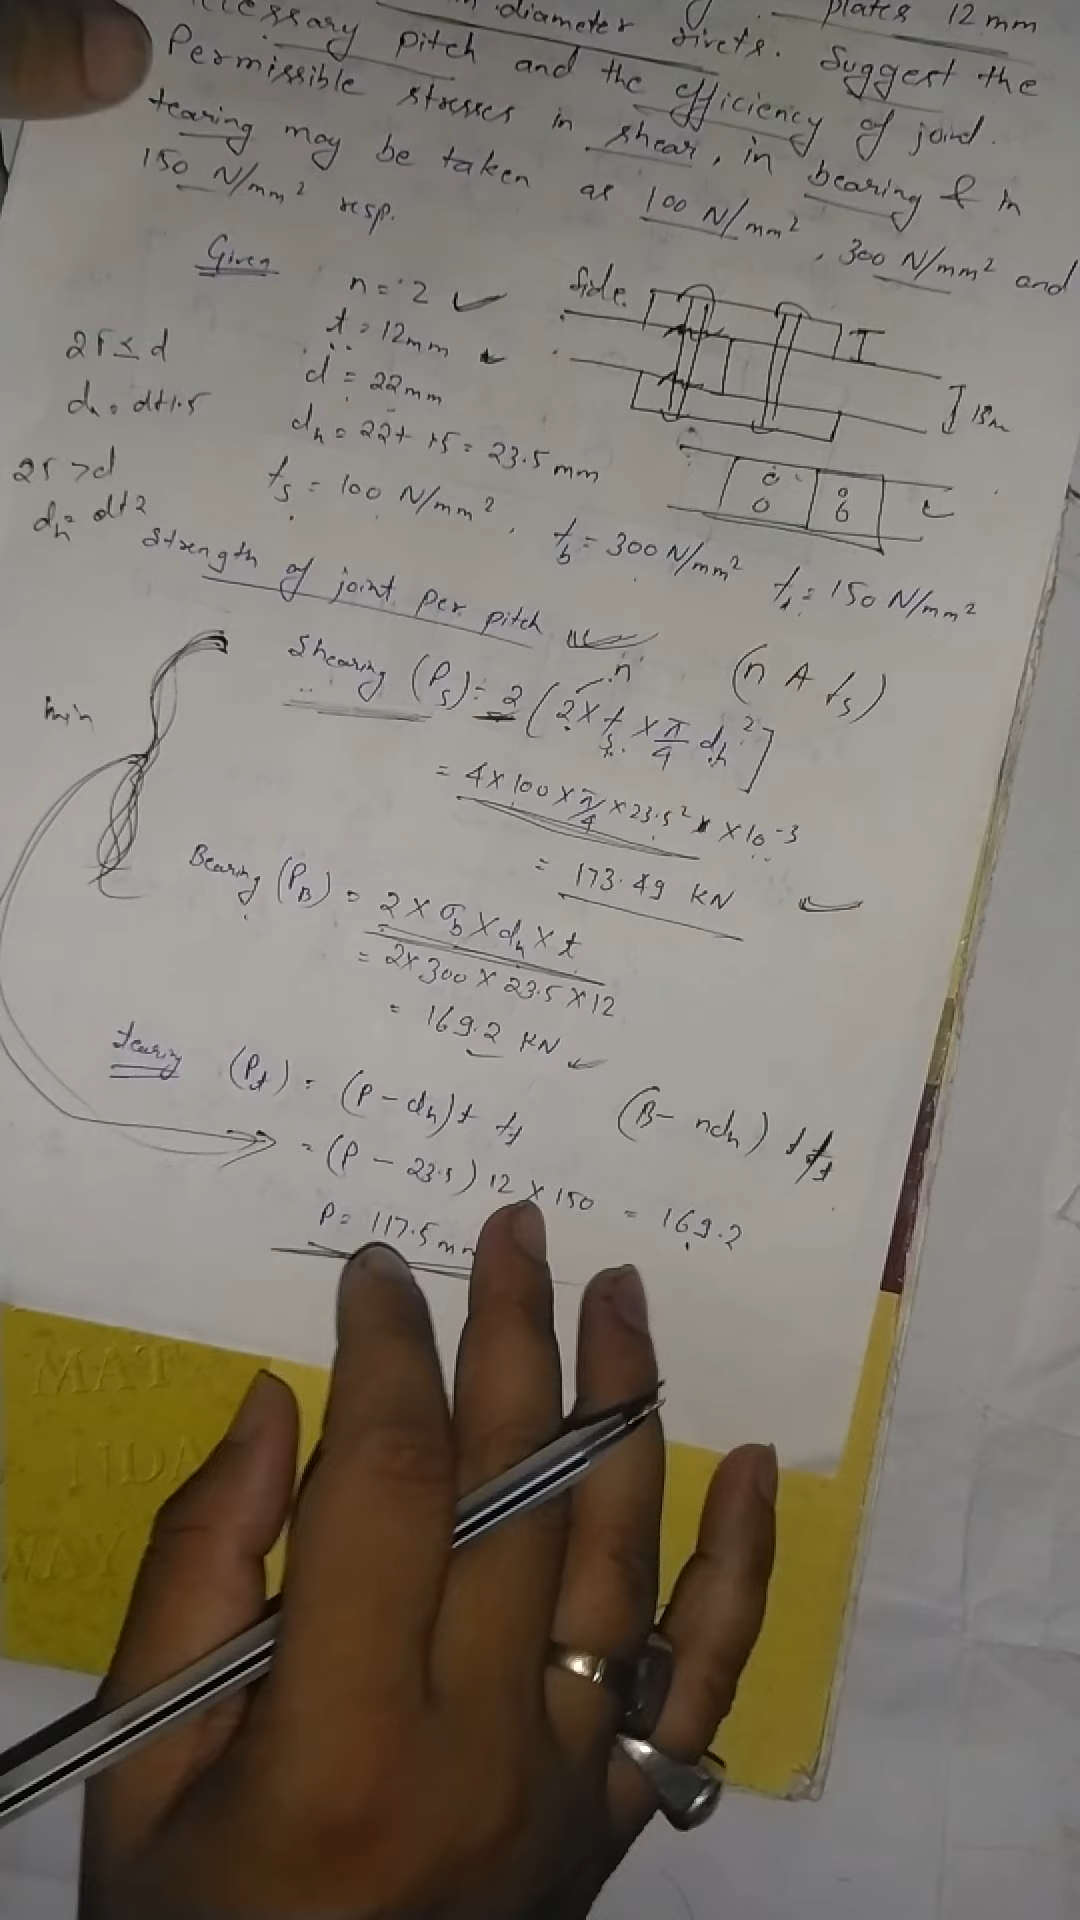 diameter rivets. plates 12 mm
pitch and the efficiency of joint. Suggest the
Permissible stresses in shear, in bearing & in
tearing may be taken as 100 N/mm², 300 N/mm² and
150 N/mm² resp.
Given
n = 2
Side.
t = 12mm
d = 22mm
25 ≤ d
dh = d+1.5
dh = 22+1.5 = 23.5 mm
25 > d
dh = d+2
fs = 100 N/mm², fb = 300 N/mm² ft = 150 N/mm²
Strength of joint per pitch
n
Shearing (Ps) = 2 [2 × fs × π/4 dh²]
(n A fs)
min
= 4 × 100 × π/4 × 23.5² × 10-3
= 173.49 KN
Bearing (PB) = 2 × σb × dh × t
= 2 × 300 × 23.5 × 12
= 169.2 KN
tearing (Pt) = (P - dh) t ft
(B - ndh) t ft
= (P - 23.5) 12 × 150 = 169.2
P = 117.5 mm
MAT
NDA
WAY